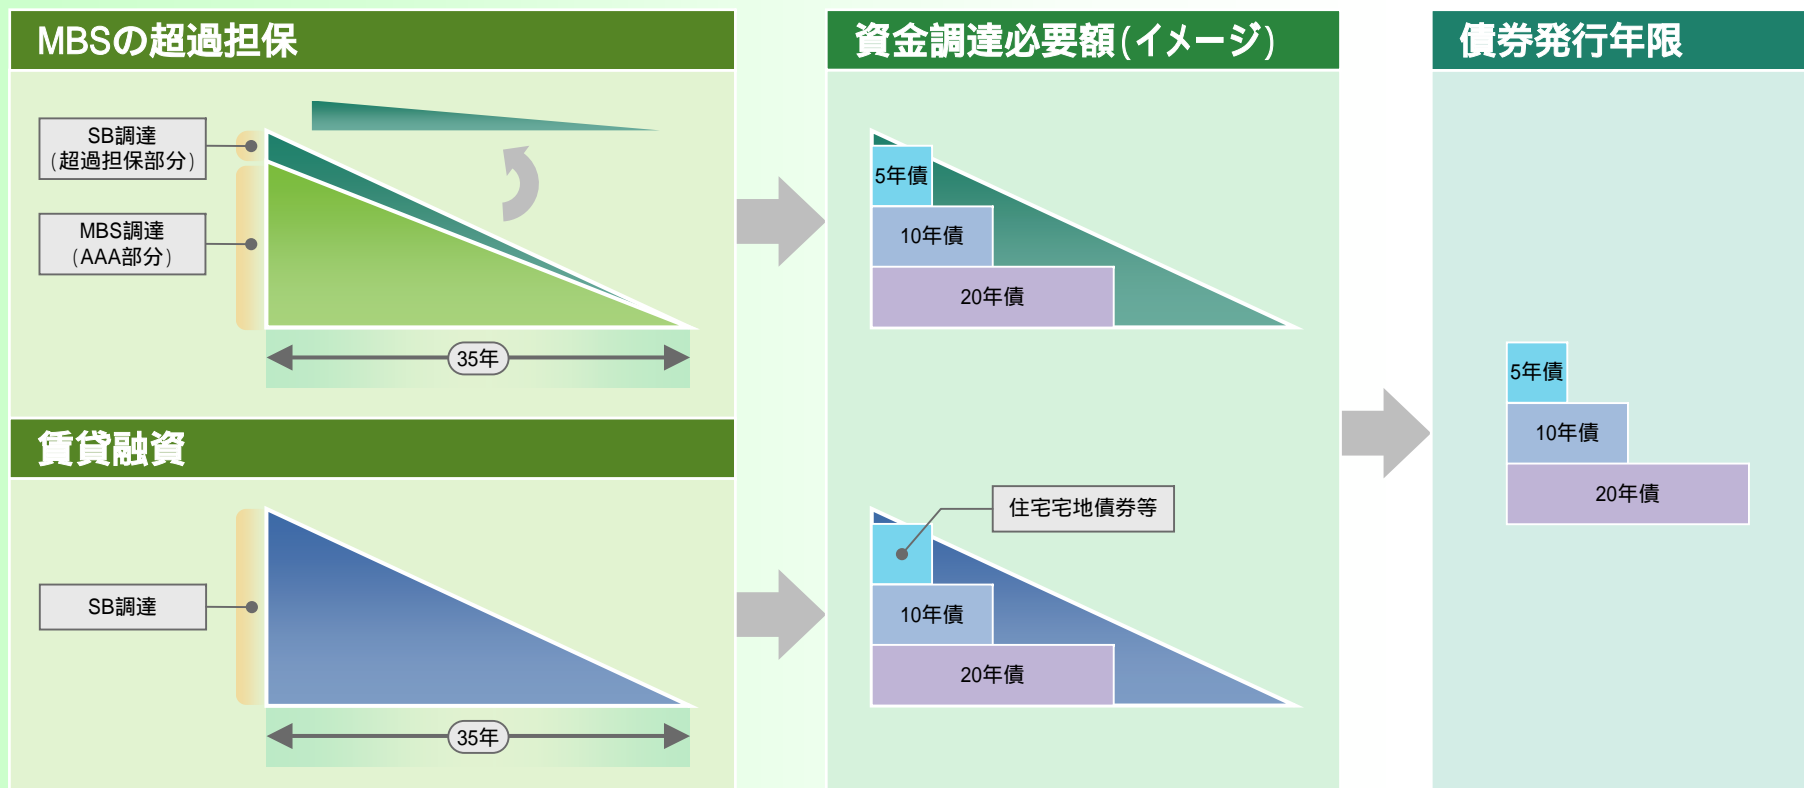 MBSの超過担保
SB調達
(超過担保部分)
MBS調達
(AAA部分)
35年
賃貸融資
SB調達
35年
資金調達必要額(イメージ)
5年債
10年債
20年債
住宅宅地債券等
10年債
20年債
債券発行年限
5年債
10年債
20年債